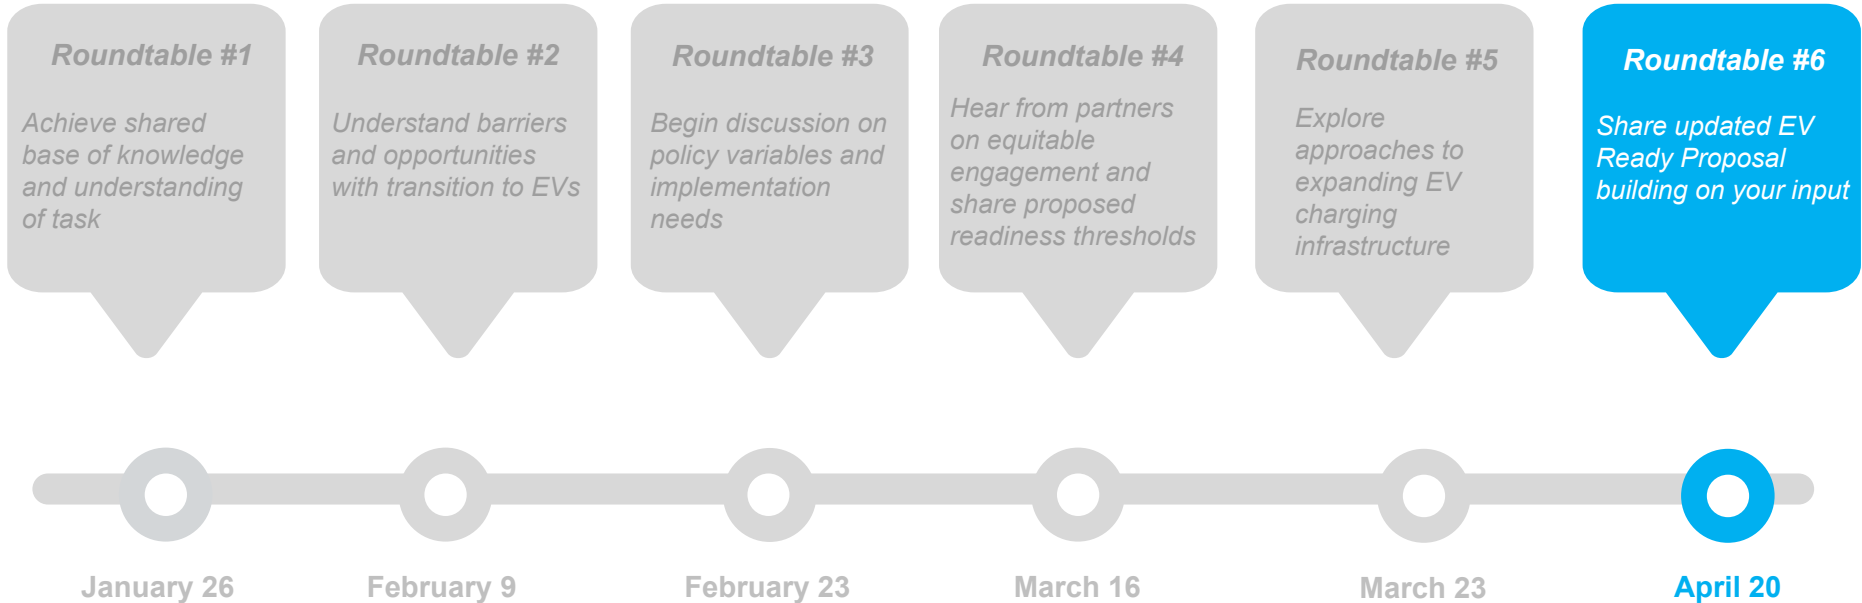 Roundtable #1
Achieve shared
base of knowledge
and understanding
of task
Roundtable #2
Understand barriers
and opportunities
with transition to EVs
Roundtable #3
Begin discussion on
policy variables and
implementation
needs
Roundtable #4
Hear from partners
on equitable
engagement and
share proposed
readiness thresholds
Roundtable #5
Explore
approaches to
expanding EV
charging
infrastructure
Roundtable #6
Share updated EV
Ready Proposal
building on your input
January 26
February 9
February 23
March 16
March 23
April 20